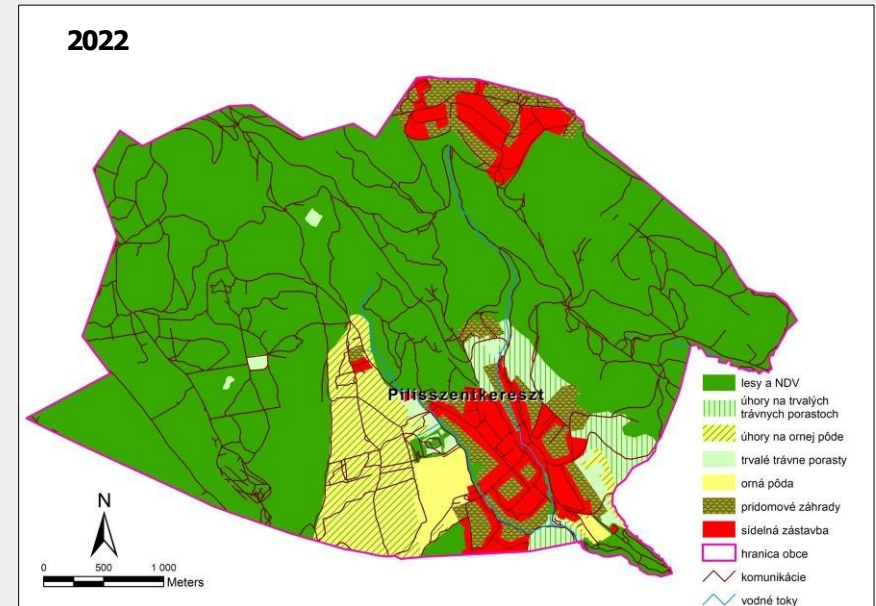 2022
Pilisszentkereszt
lesy a NDV
úhory na trvalých
trávnych porastoch
úhory na ornej pôde
trvalé trávne porasty
orná pôda
pridomové záhrady
sídelná zástavba
hranica obce
komunikácie
vodné toky
N
0 500 1 000
Meters